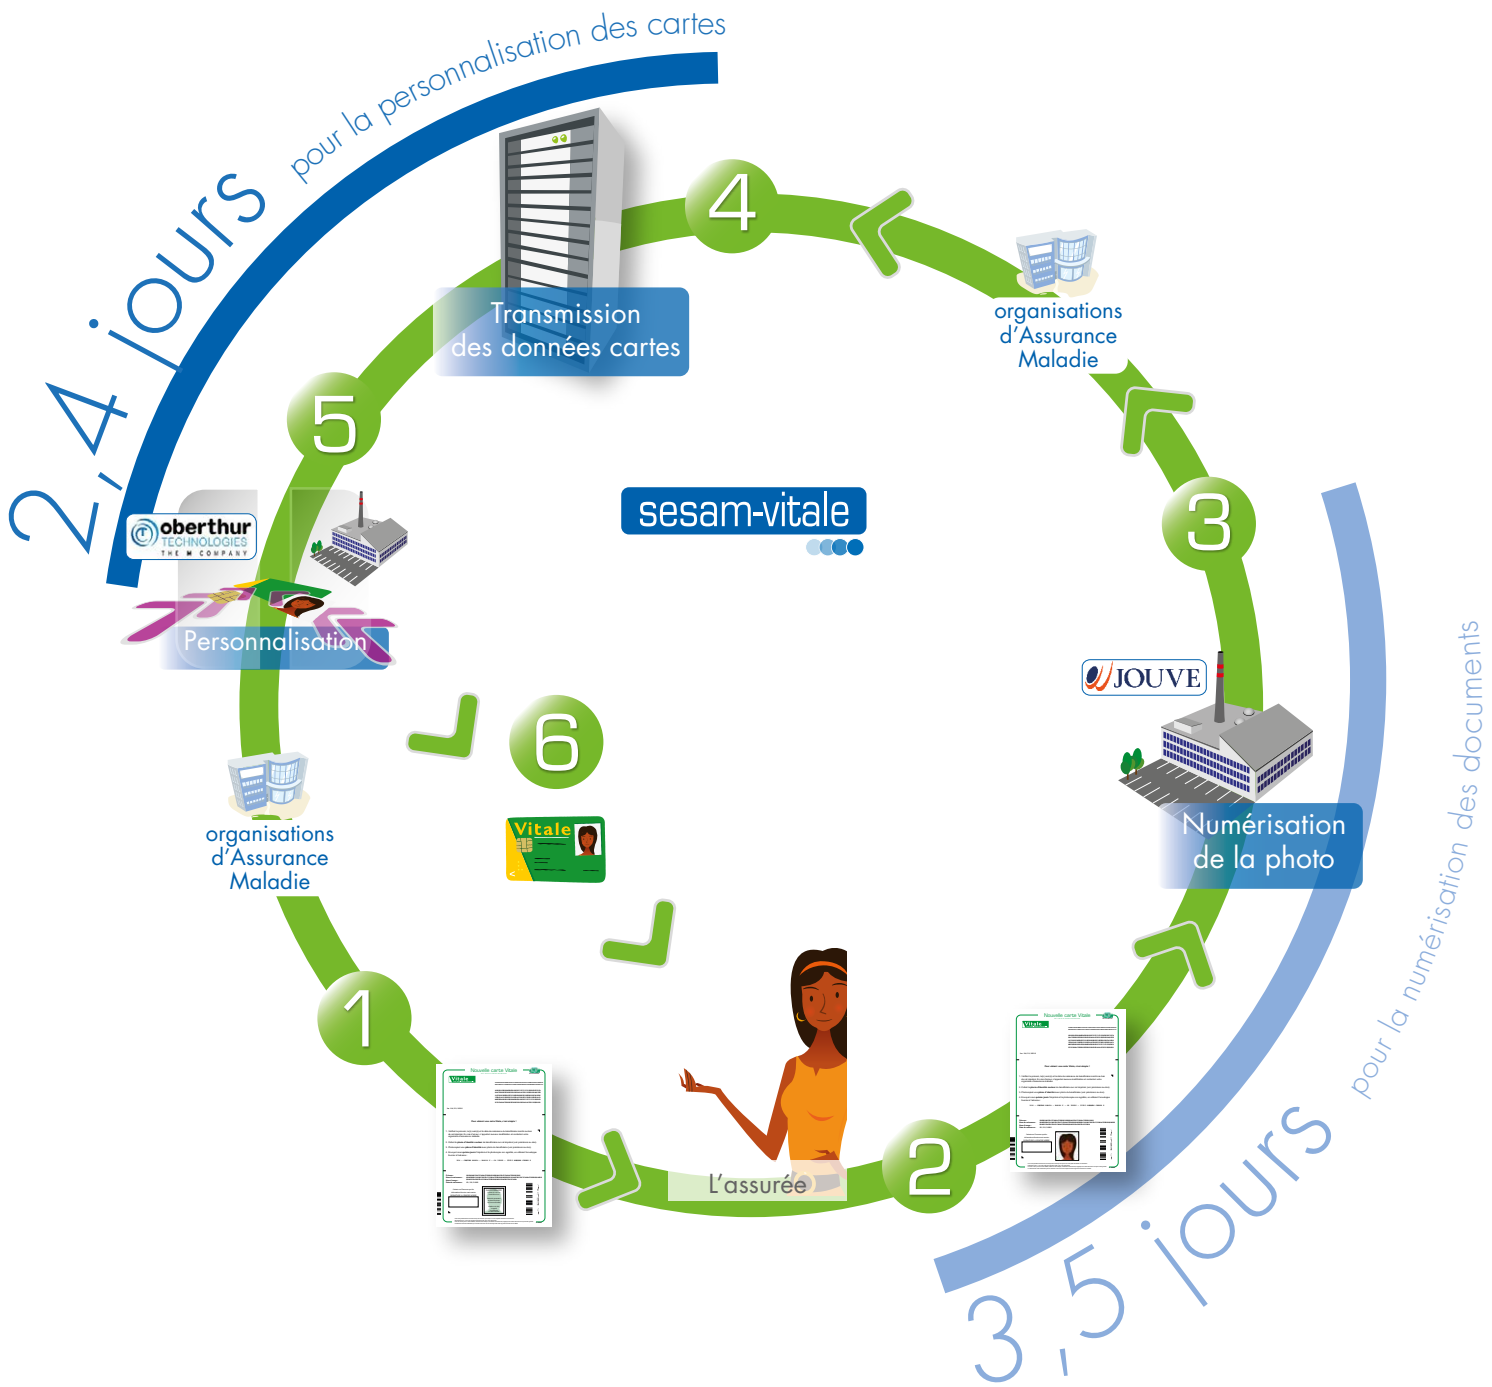 2,4 jours
pour la personnalisation des cartes
4
Transmission
des données cartes
organisations
d'Assurance
Maladie
5
3
sesam-vitale
oberthur
TECHNOLOGIES
THE M COMPANY
Personnalisation
JOUVE
6
Numérisation
de la photo
Vitale
organisations
d'Assurance
Maladie
1
Nouvelle carte Vitale
Vitale
L'assurée
2
Nouvelle carte Vitale
Vitale
3,5 jours
pour la numérisation des documents